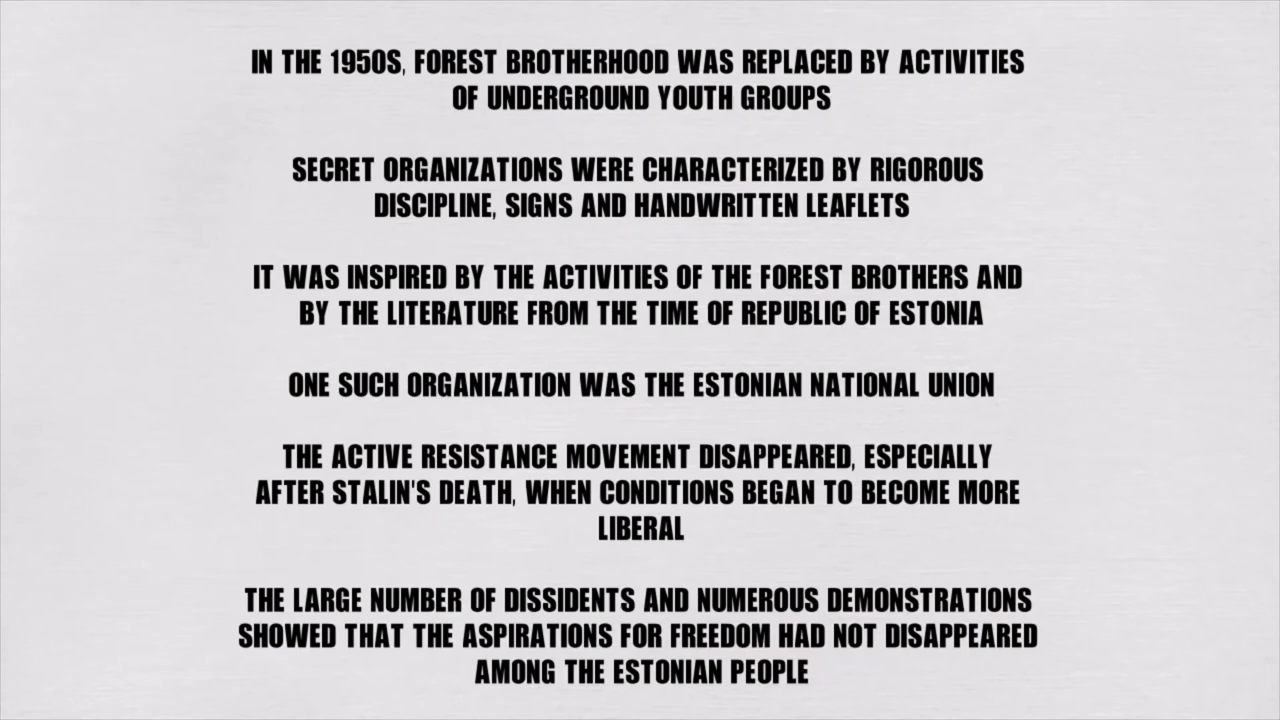 IN THE 1950S, FOREST BROTHERHOOD WAS REPLACED BY ACTIVITIES
OF UNDERGROUND YOUTH GROUPS
SECRET ORGANIZATIONS WERE CHARACTERIZED BY RIGOROUS
DISCIPLINE, SIGNS AND HANDWRITTEN LEAFLETS
IT WAS INSPIRED BY THE ACTIVITIES OF THE FOREST BROTHERS AND
BY THE LITERATURE FROM THE TIME OF REPUBLIC OF ESTONIA
ONE SUCH ORGANIZATION WAS THE ESTONIAN NATIONAL UNION
THE ACTIVE RESISTANCE MOVEMENT DISAPPEARED, ESPECIALLY
AFTER STALIN'S DEATH, WHEN CONDITIONS BEGAN TO BECOME MORE
LIBERAL
THE LARGE NUMBER OF DISSIDENTS AND NUMEROUS DEMONSTRATIONS
SHOWED THAT THE ASPIRATIONS FOR FREEDOM HAD NOT DISAPPEARED
AMONG THE ESTONIAN PEOPLE